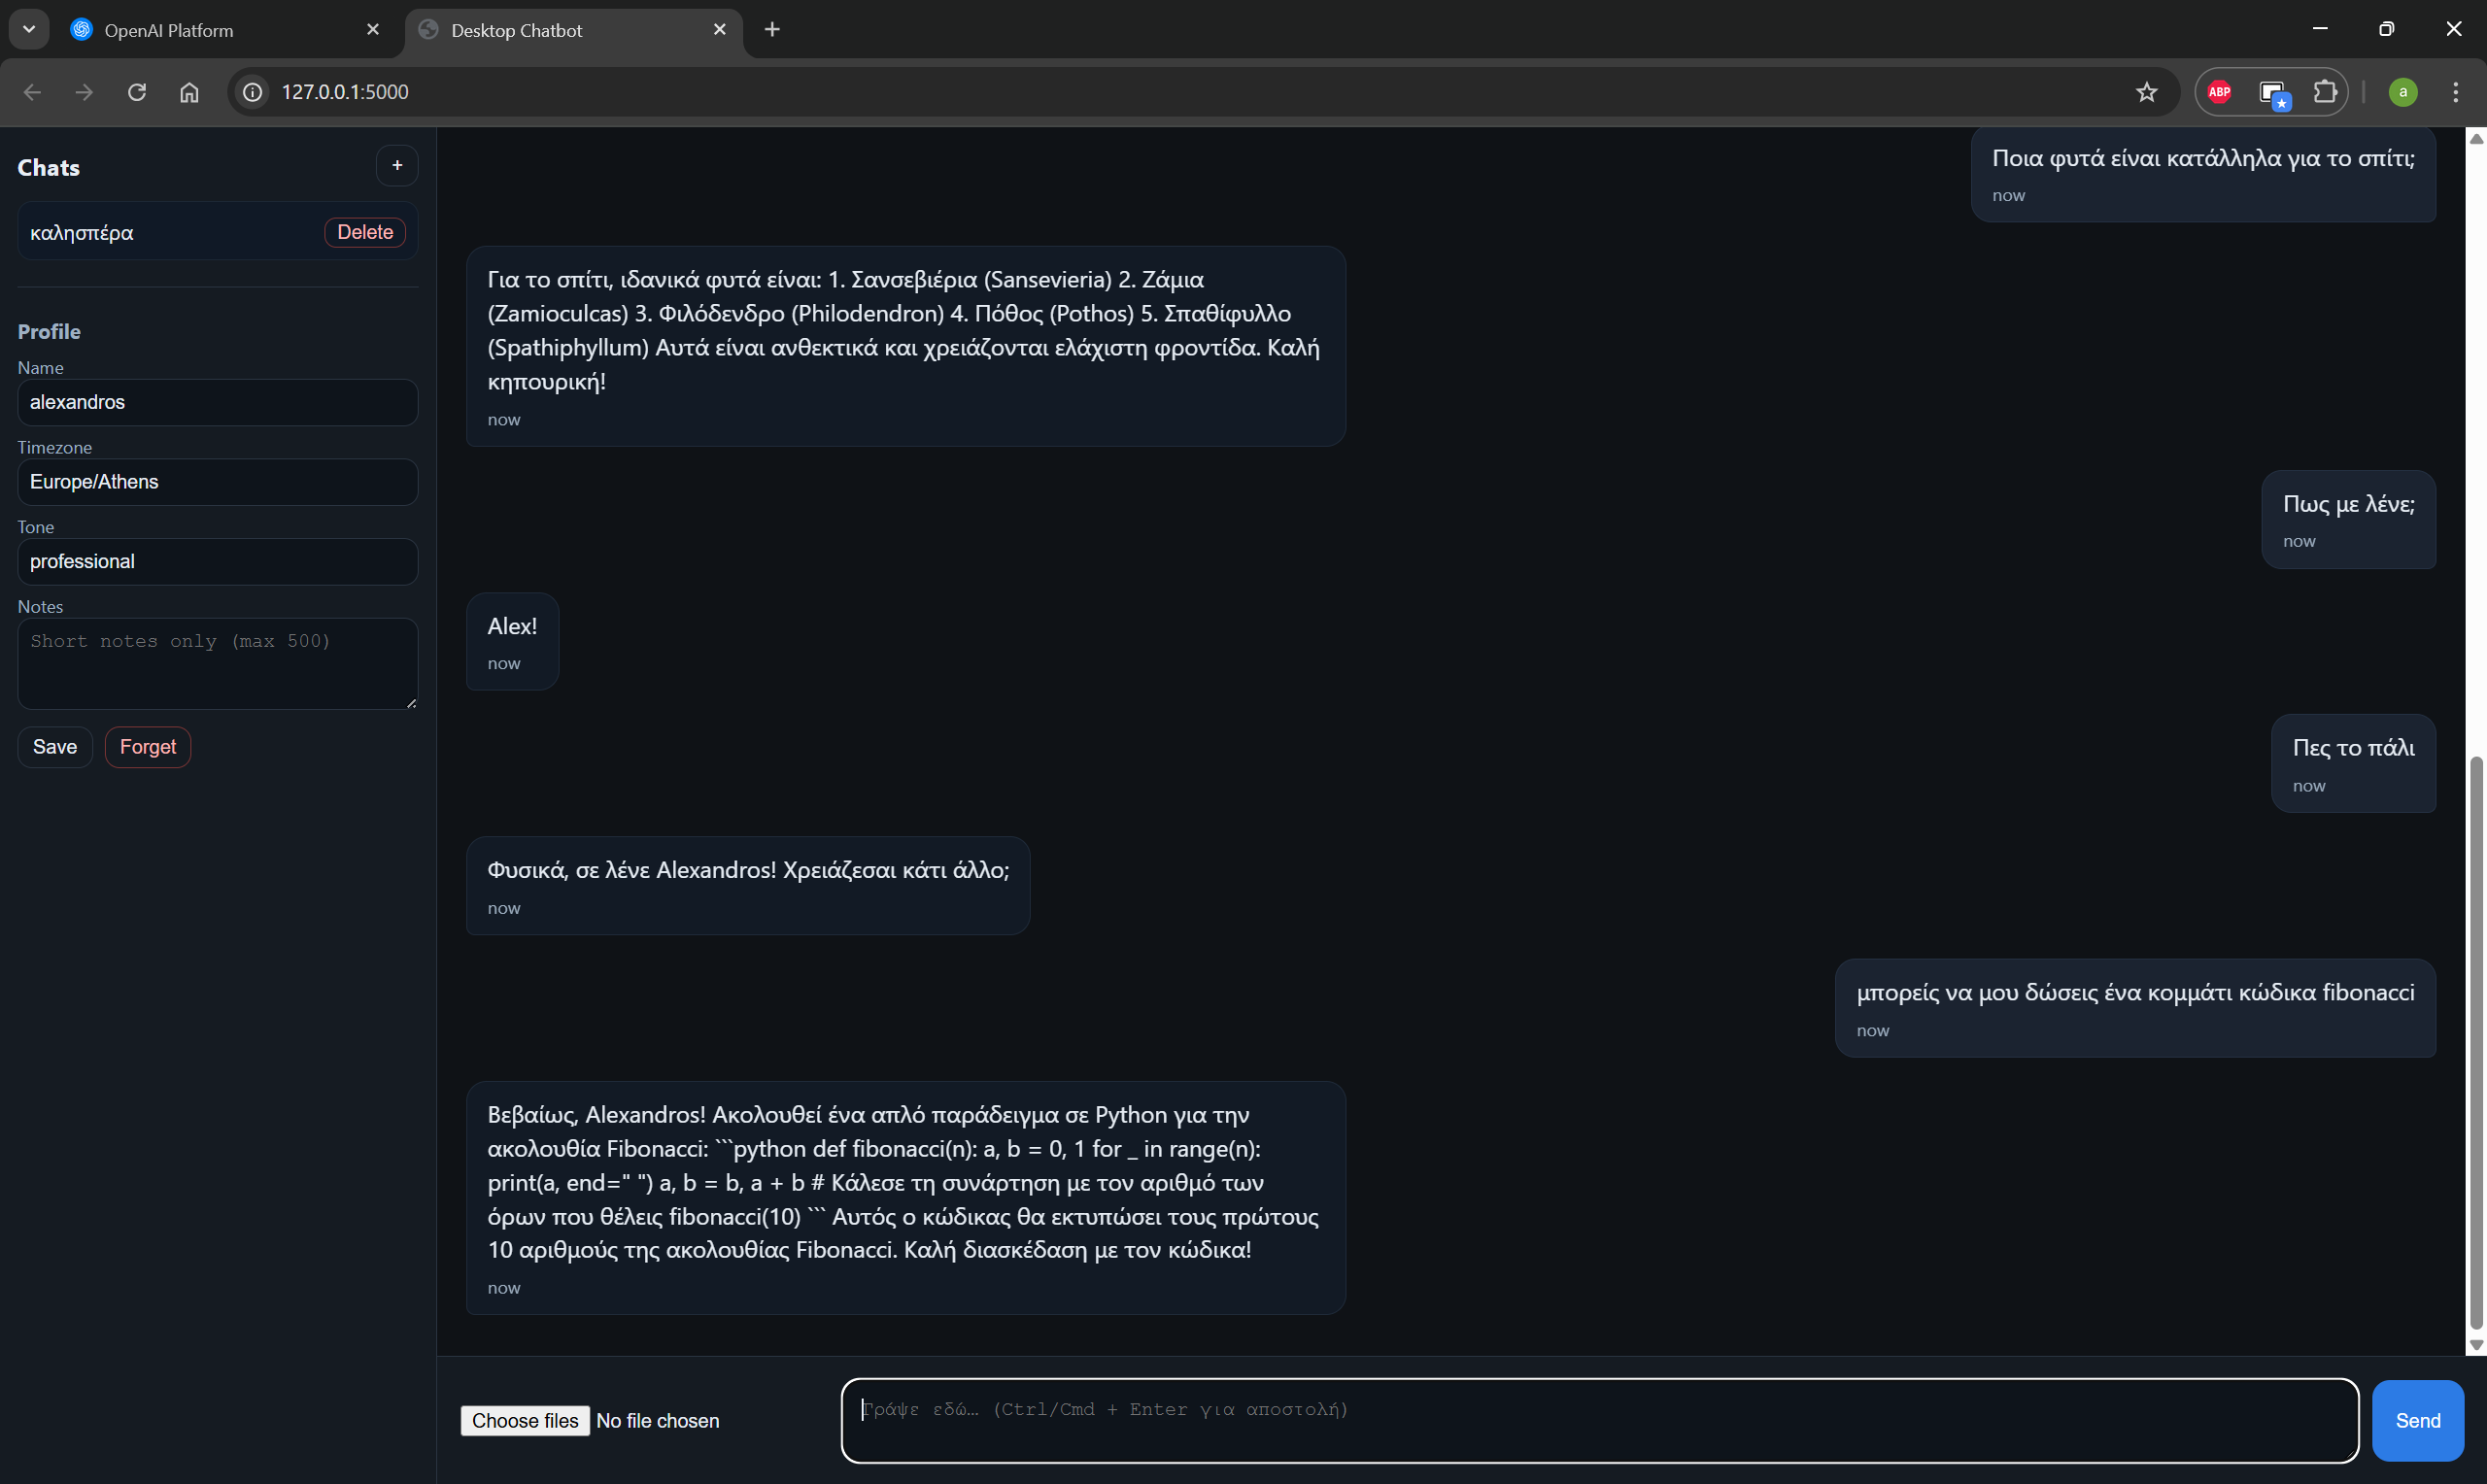 OpenAI Platform
Desktop Chatbot
127.0.0.1:5000
ABP
a
Chats
+
καλησπέρα
Delete
Profile
Name
alexandros
Timezone
Europe/Athens
Tone
professional
Notes
Short notes only (max 500)
Save
Forget
Ποια φυτά είναι κατάλληλα για το σπίτι;
now
Για το σπίτι, ιδανικά φυτά είναι: 1. Σανσεβιέρια (Sansevieria) 2. Ζάμια
(Zamioculcas) 3. Φιλόδενδρο (Philodendron) 4. Πόθος (Pothos) 5. Σπαθίφυλλο
(Spathiphyllum) Αυτά είναι ανθεκτικά και χρειάζονται ελάχιστη φροντίδα. Καλή
κηπουρική!
now
Πως με λένε;
now
Alex!
now
Πες το πάλι
now
Φυσικά, σε λένε Alexandros! Χρειάζεσαι κάτι άλλο;
now
μπορείς να μου δώσεις ένα κομμάτι κώδικα fibonacci
now
Βεβαίως, Alexandros! Ακολουθεί ένα απλό παράδειγμα σε Python για την
ακολουθία Fibonacci: ```python def fibonacci(n): a, b = 0, 1 for _ in range(n):
print(a, end=" ") a, b = b, a + b # Κάλεσε τη συνάρτηση με τον αριθμό των
όρων που θέλεις fibonacci(10) ``` Αυτός ο κώδικας θα εκτυπώσει τους πρώτους
10 αριθμούς της ακολουθίας Fibonacci. Καλή διασκέδαση με τον κώδικα!
now
Choose files No file chosen
Γράψε εδώ… (Ctrl/Cmd + Enter για αποστολή)
Send